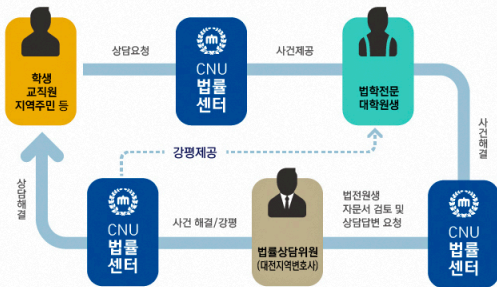 학생
교직원
지역주민 등
상담요청
CNU
법률
센터
사건제공
법학전문
대학원생
사건해결
강평제공
상담해결
CNU
법률
센터
사건 해결/강평
법률상담위원
(대전지역변호사)
법전원생
자문서 검토 및
상담답변 요청
CNU
법률
센터